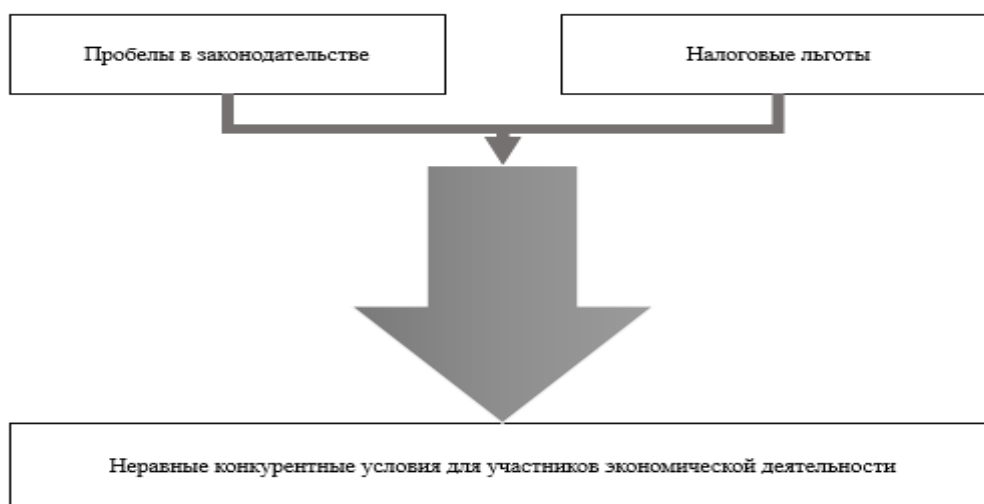 Пробелы в законодательстве
Налоговые льготы
Неравные конкурентные условия для участников экономической деятельности